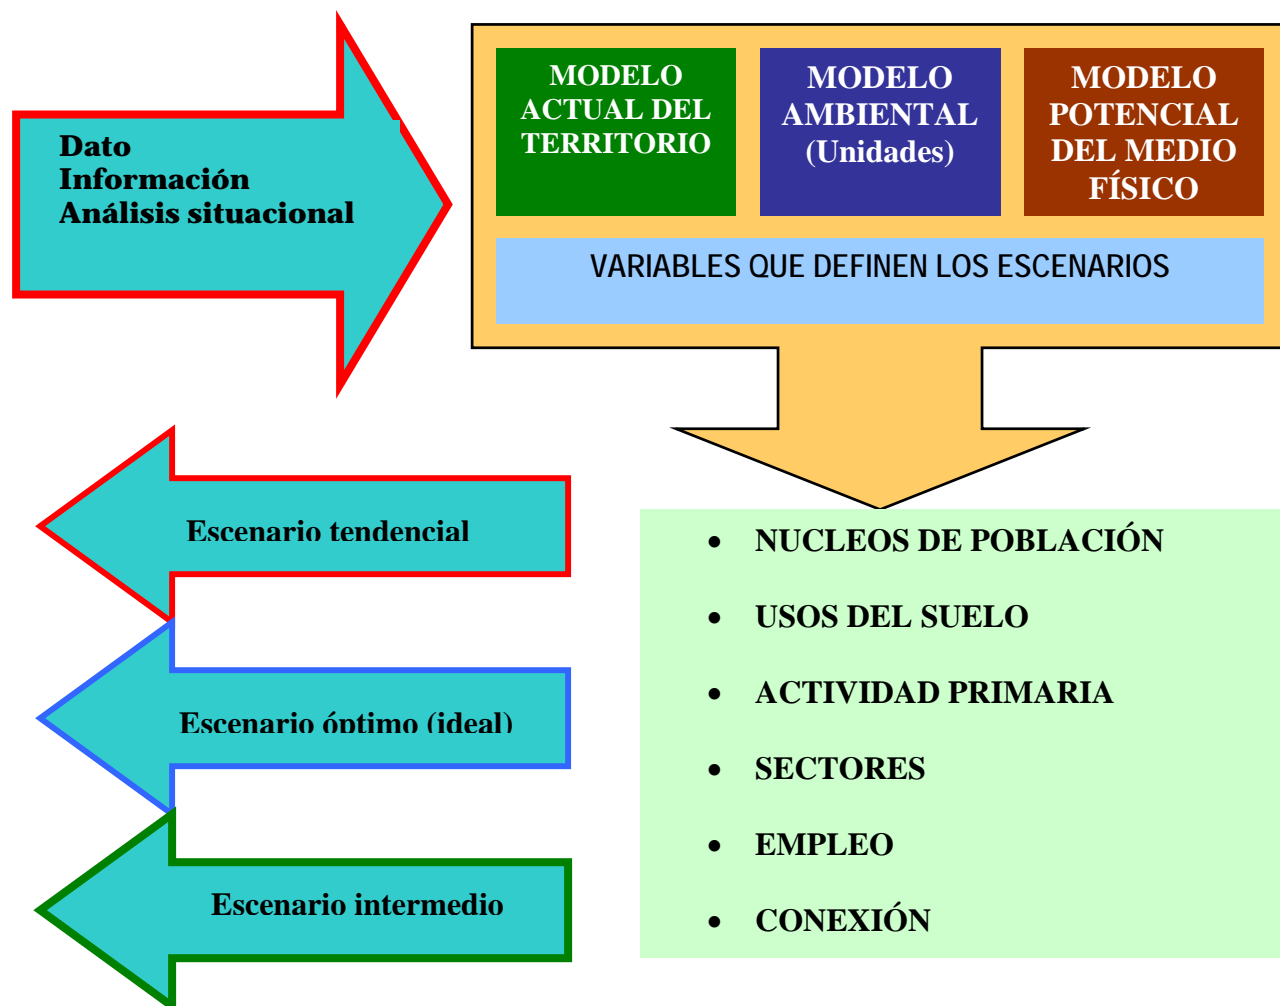 Dato
Información
Análisis situacional
MODELO
ACTUAL DEL
TERRITORIO
MODELO
AMBIENTAL
(Unidades)
MODELO
POTENCIAL
DEL MEDIO
FÍSICO
VARIABLES QUE DEFINEN LOS ESCENARIOS
• NUCLEOS DE POBLACIÓN
• USOS DEL SUELO
• ACTIVIDAD PRIMARIA
• SECTORES
• EMPLEO
• CONEXIÓN
Escenario tendencial
Escenario óptimo (ideal)
Escenario intermedio